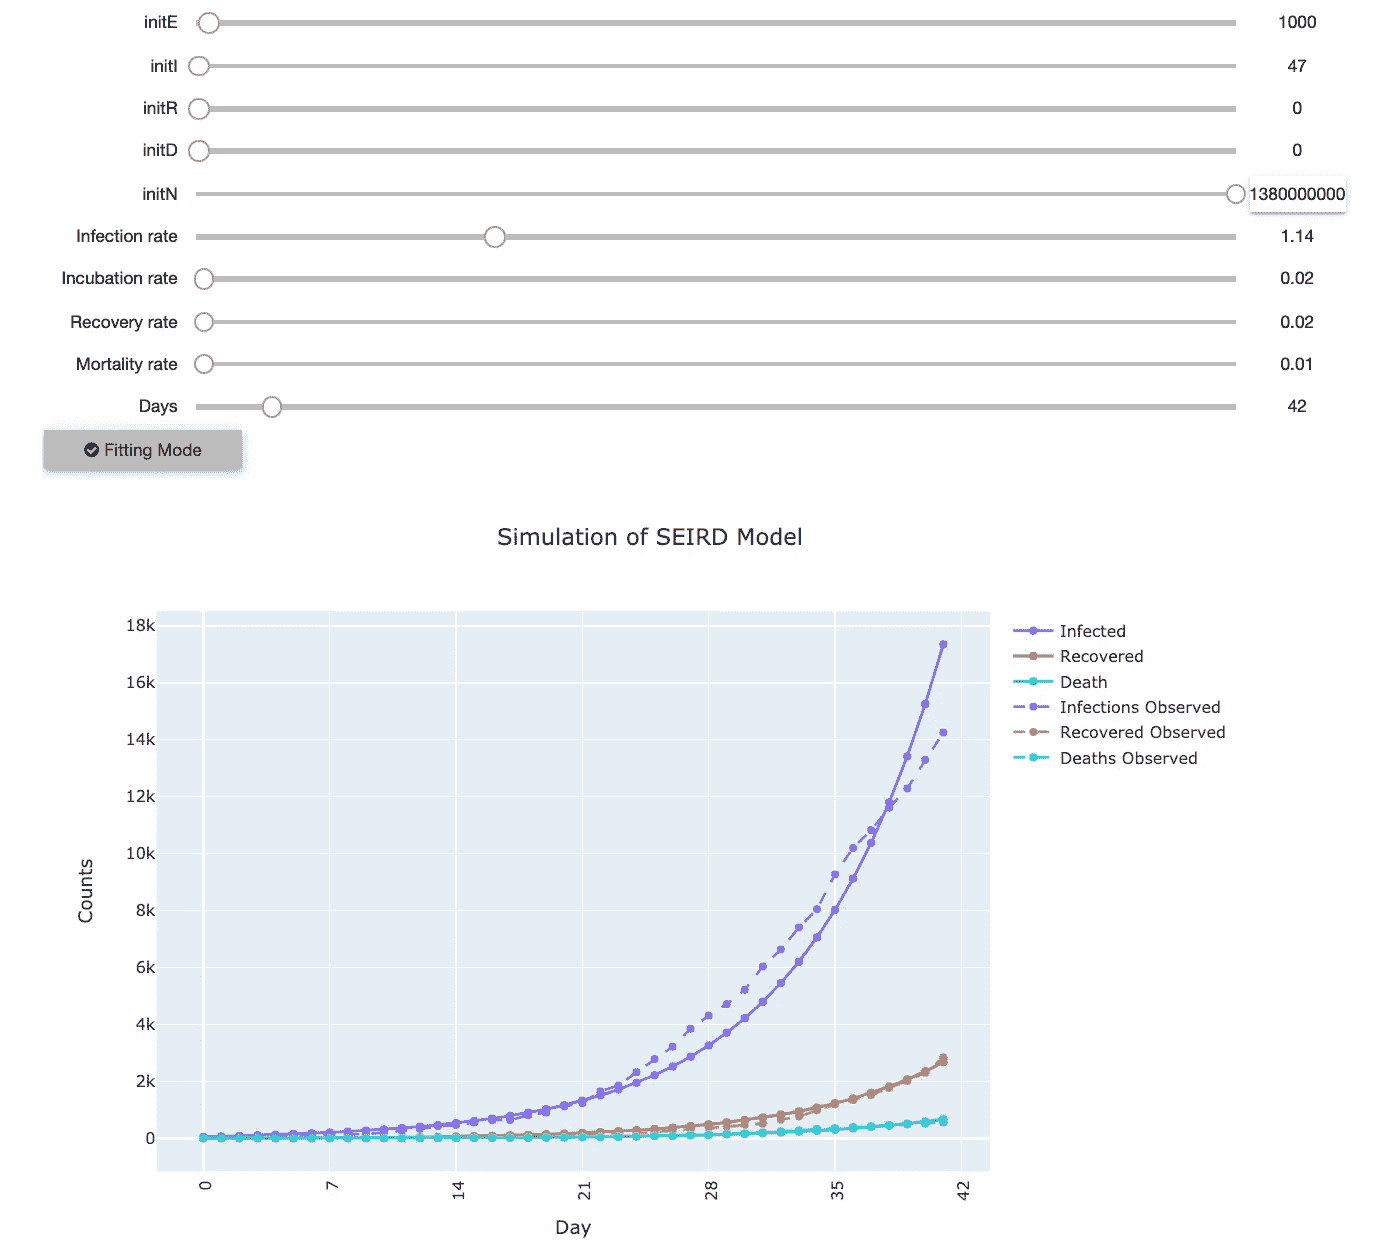 initE 1000
initI 47
initR 0
initD 0
initN 1380000000
Infection rate 1.14
Incubation rate 0.02
Recovery rate 0.02
Mortality rate 0.01
Days 42
Fitting Mode
Simulation of SEIRD Model
18k
16k
14k
12k
10k
8k
6k
4k
2k
0
Counts
0 7 14 21 28 35 42
Day
Infected
Recovered
Death
Infections Observed
Recovered Observed
Deaths Observed